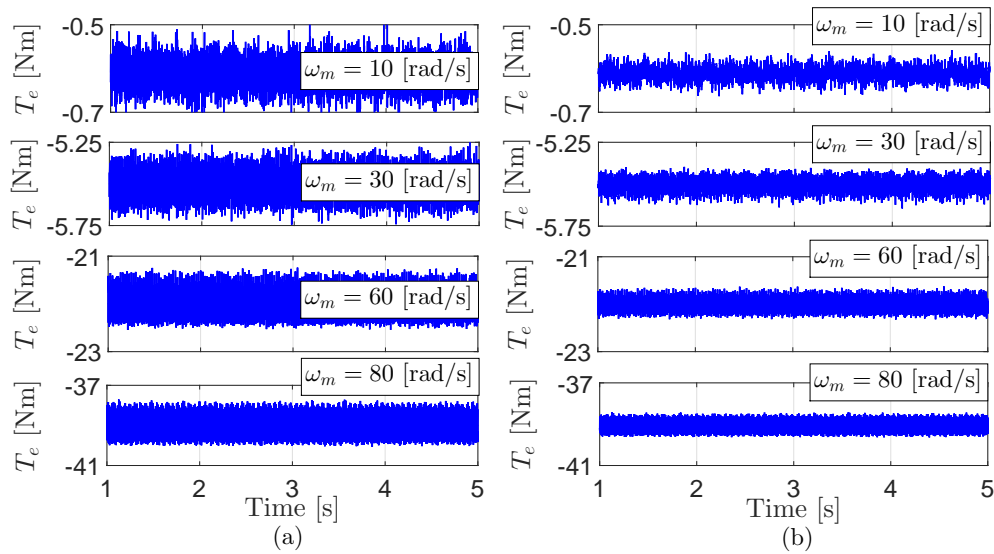 -0.5
T_e [Nm]
ω_m = 10 [rad/s]
-0.7
-5.25
T_e [Nm]
ω_m = 30 [rad/s]
-5.75
-21
T_e [Nm]
ω_m = 60 [rad/s]
-23
-37
T_e [Nm]
ω_m = 80 [rad/s]
-41
1 2 3 4 5
Time [s]
(a)
-0.5
T_e [Nm]
ω_m = 10 [rad/s]
-0.7
-5.25
T_e [Nm]
ω_m = 30 [rad/s]
-5.75
-21
T_e [Nm]
ω_m = 60 [rad/s]
-23
-37
T_e [Nm]
ω_m = 80 [rad/s]
-41
1 2 3 4 5
Time [s]
(b)